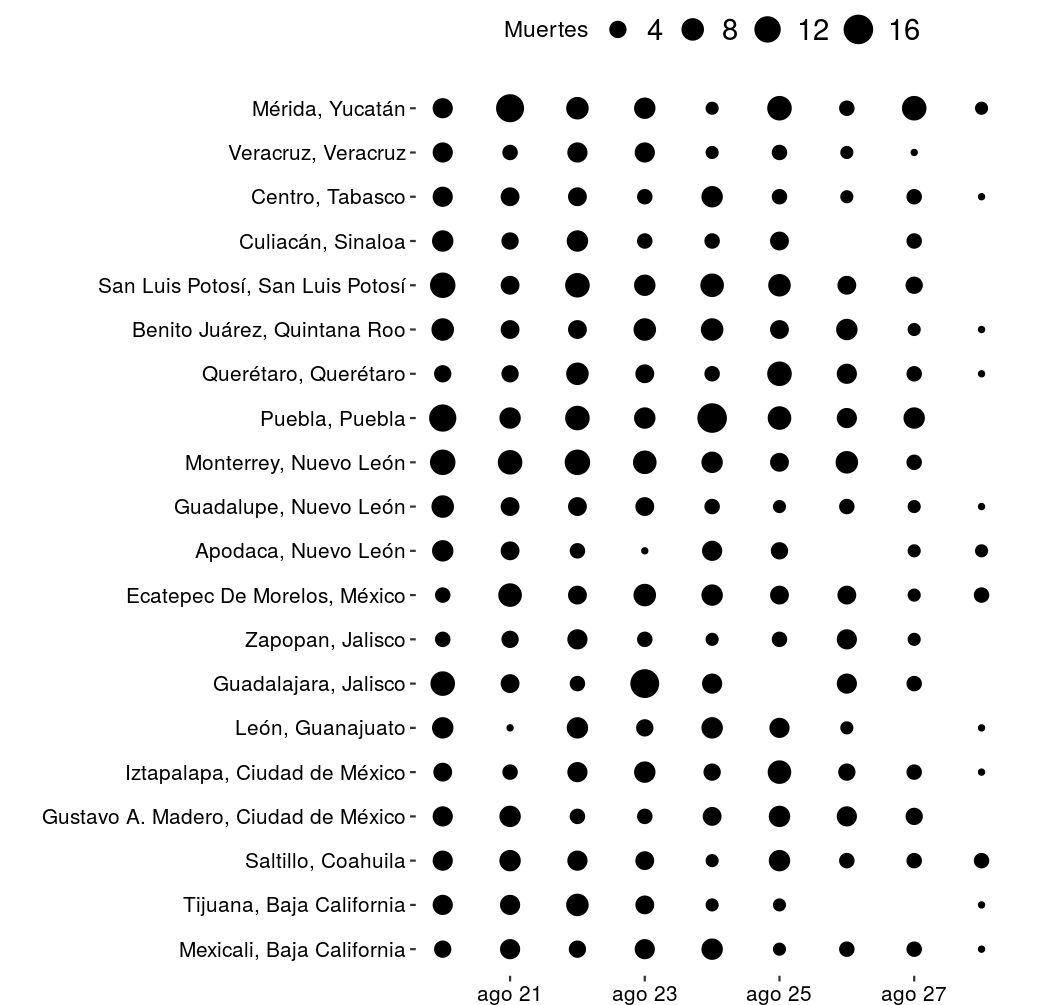 Muertes 4 8 12 16
Mérida, Yucatán
Veracruz, Veracruz
Centro, Tabasco
Culiacán, Sinaloa
San Luis Potosí, San Luis Potosí
Benito Juárez, Quintana Roo
Querétaro, Querétaro
Puebla, Puebla
Monterrey, Nuevo León
Guadalupe, Nuevo León
Apodaca, Nuevo León
Ecatepec De Morelos, México
Zapopan, Jalisco
Guadalajara, Jalisco
León, Guanajuato
Iztapalapa, Ciudad de México
Gustavo A. Madero, Ciudad de México
Saltillo, Coahuila
Tijuana, Baja California
Mexicali, Baja California
ago 21 ago 23 ago 25 ago 27